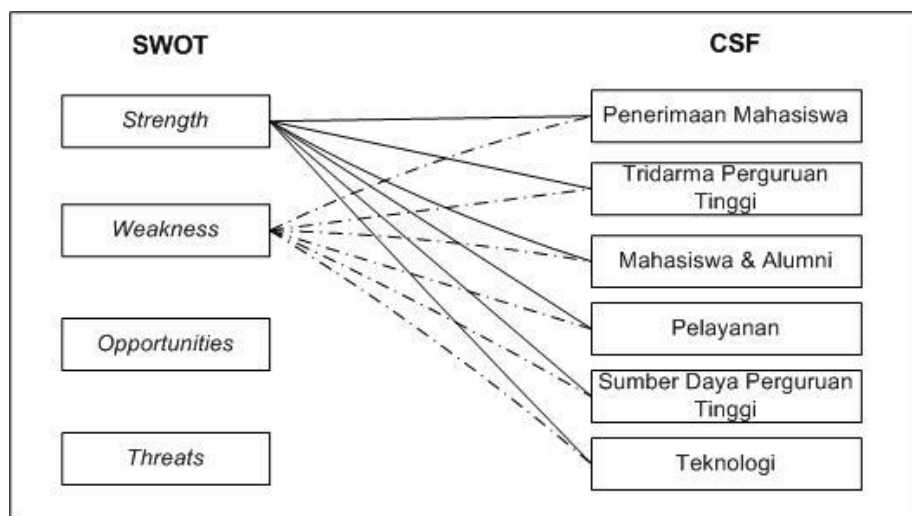 SWOT
CSF
Strength
Weakness
Opportunities
Threats
Penerimaan Mahasiswa
Tridarma Perguruan
Tinggi
Mahasiswa & Alumni
Pelayanan
Sumber Daya Perguruan
Tinggi
Teknologi